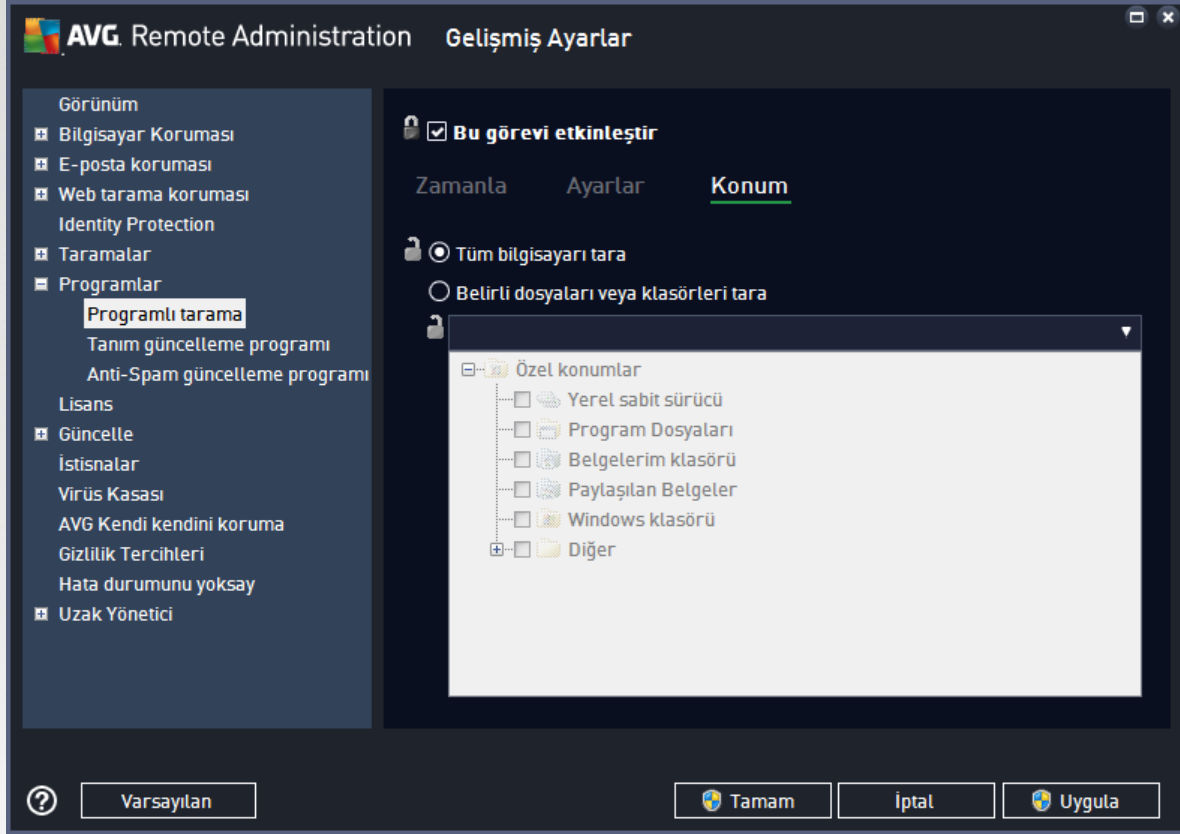 AVG. Remote Administration Gelişmiş Ayarlar
Görünüm
Bilgisayar Koruması
E-posta koruması
Web tarama koruması
Identity Protection
Taramalar
Programlar
Programlı tarama
Tanım güncelleme programı
Anti-Spam güncelleme programı
Lisans
Güncelle
İstisnalar
Virüs Kasası
AVG Kendi kendini koruma
Gizlilik Tercihleri
Hata durumunu yoksay
Uzak Yönetici
Bu görevi etkinleştir
Zamanla Ayarlar Konum
Tüm bilgisayarı tara
Belirli dosyaları veya klasörleri tara
Özel konumlar
Yerel sabit sürücü
Program Dosyaları
Belgelerim klasörü
Paylaşılan Belgeler
Windows klasörü
Diğer
? Varsayılan Tamam İptal Uygula